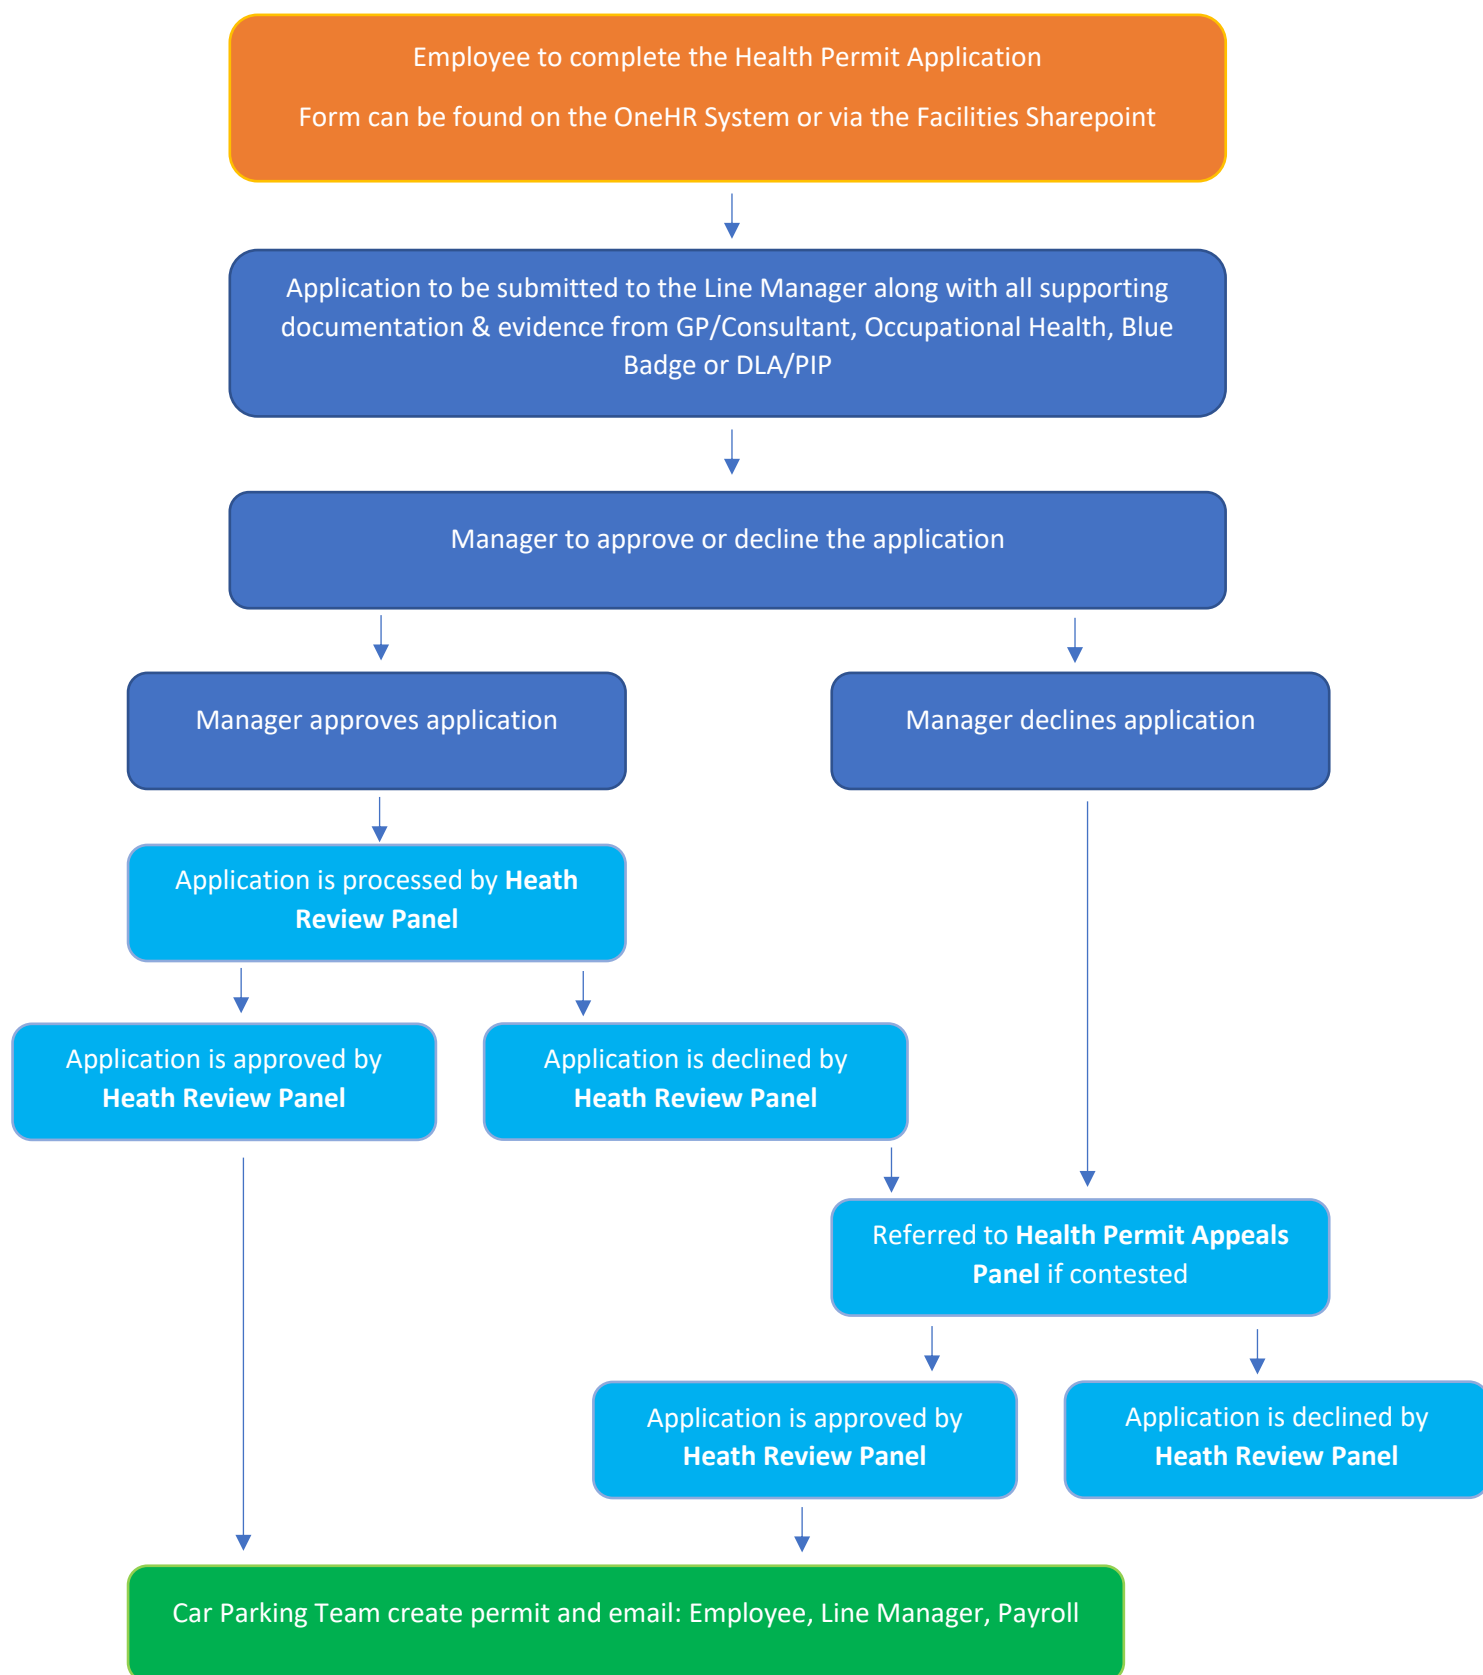 Employee to complete the Health Permit Application
Form can be found on the OneHR System or via the Facilities Sharepoint
Application to be submitted to the Line Manager along with all supporting
documentation & evidence from GP/Consultant, Occupational Health, Blue
Badge or DLA/PIP
Manager to approve or decline the application
Manager approves application
Manager declines application
Application is processed by Heath
Review Panel
Application is approved by
Heath Review Panel
Application is declined by
Heath Review Panel
Referred to Health Permit Appeals
Panel if contested
Application is approved by
Heath Review Panel
Application is declined by
Heath Review Panel
Car Parking Team create permit and email: Employee, Line Manager, Payroll